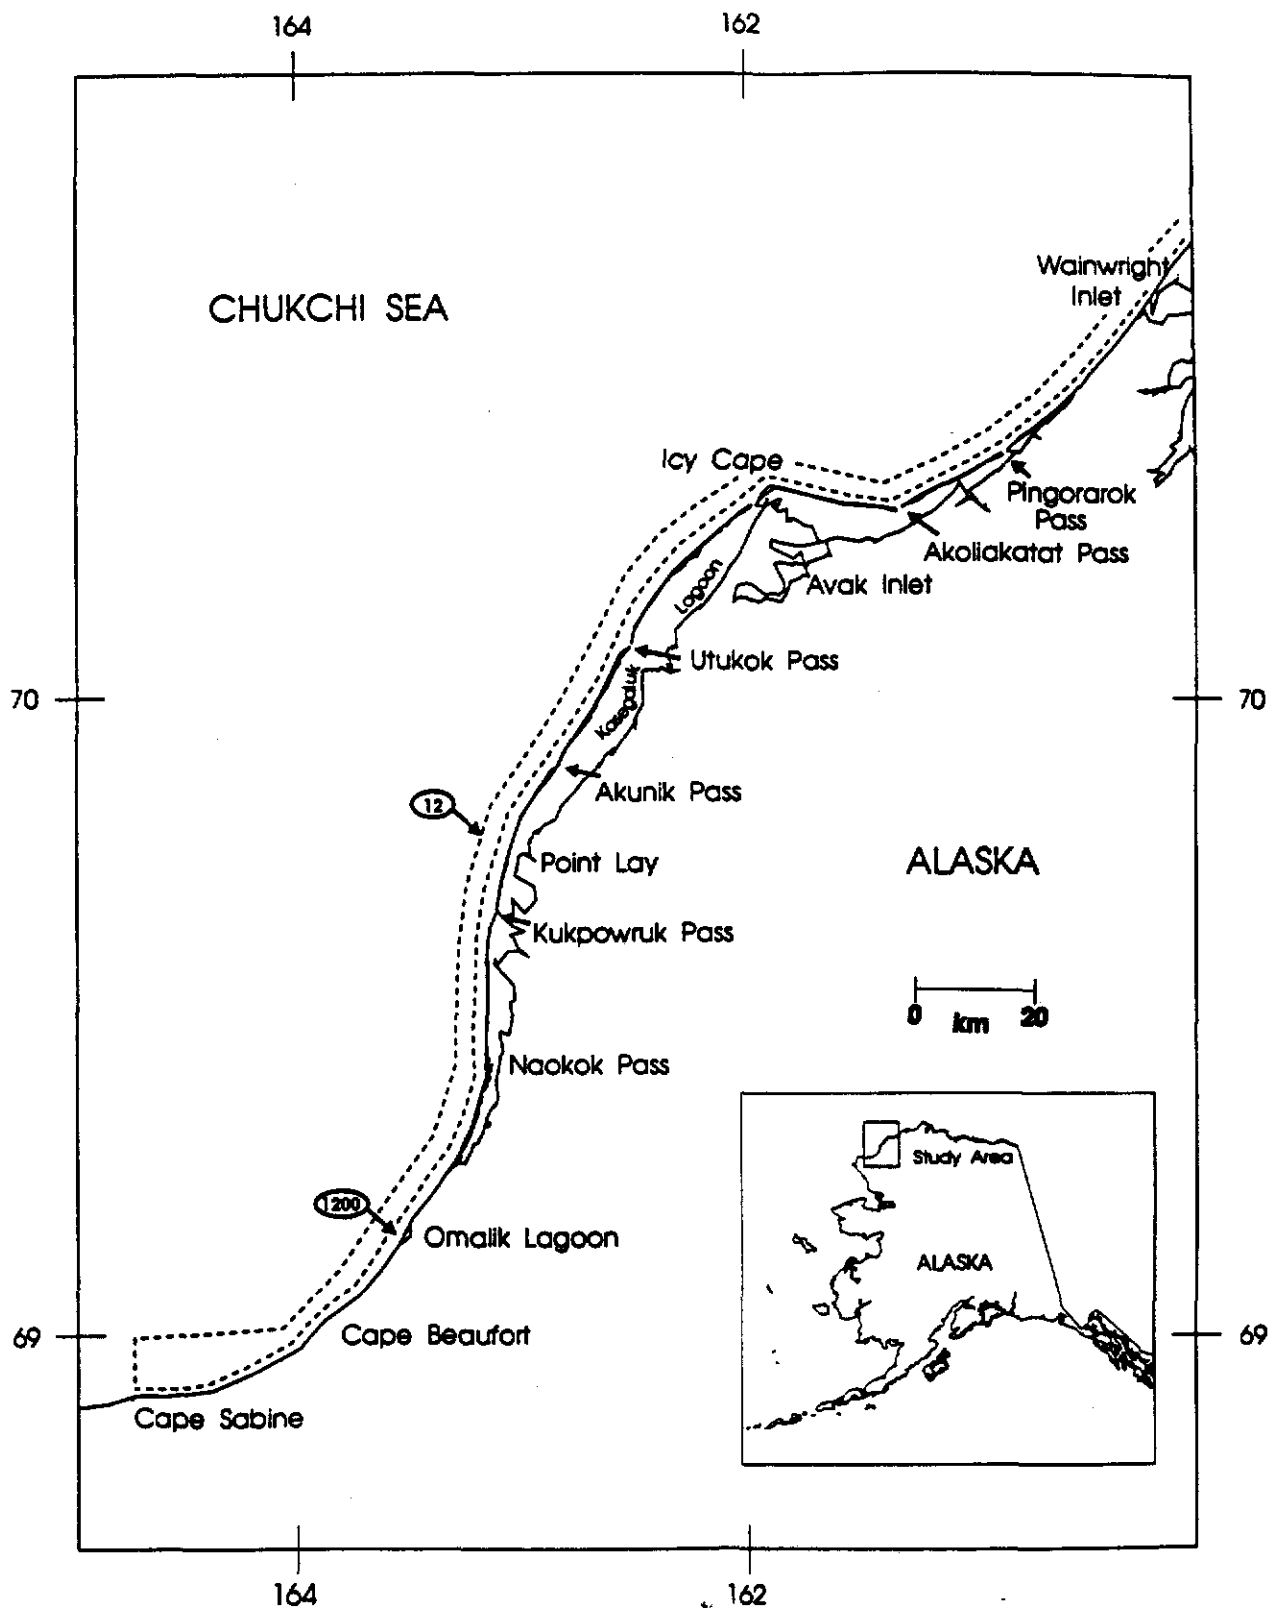 164
162
CHUKCHI SEA
Wainwright
Inlet
Icy Cape
Pingorarok
Pass
Akoliakatat Pass
Avak Inlet
Lagoon
Utukok Pass
Kasegaluk
70
70
Akunik Pass
12
Point Lay
ALASKA
Kukpowruk Pass
0 km 20
Naokok Pass
Study Area
1200
Omalik Lagoon
ALASKA
69
Cape Beaufort
69
Cape Sabine
164
162